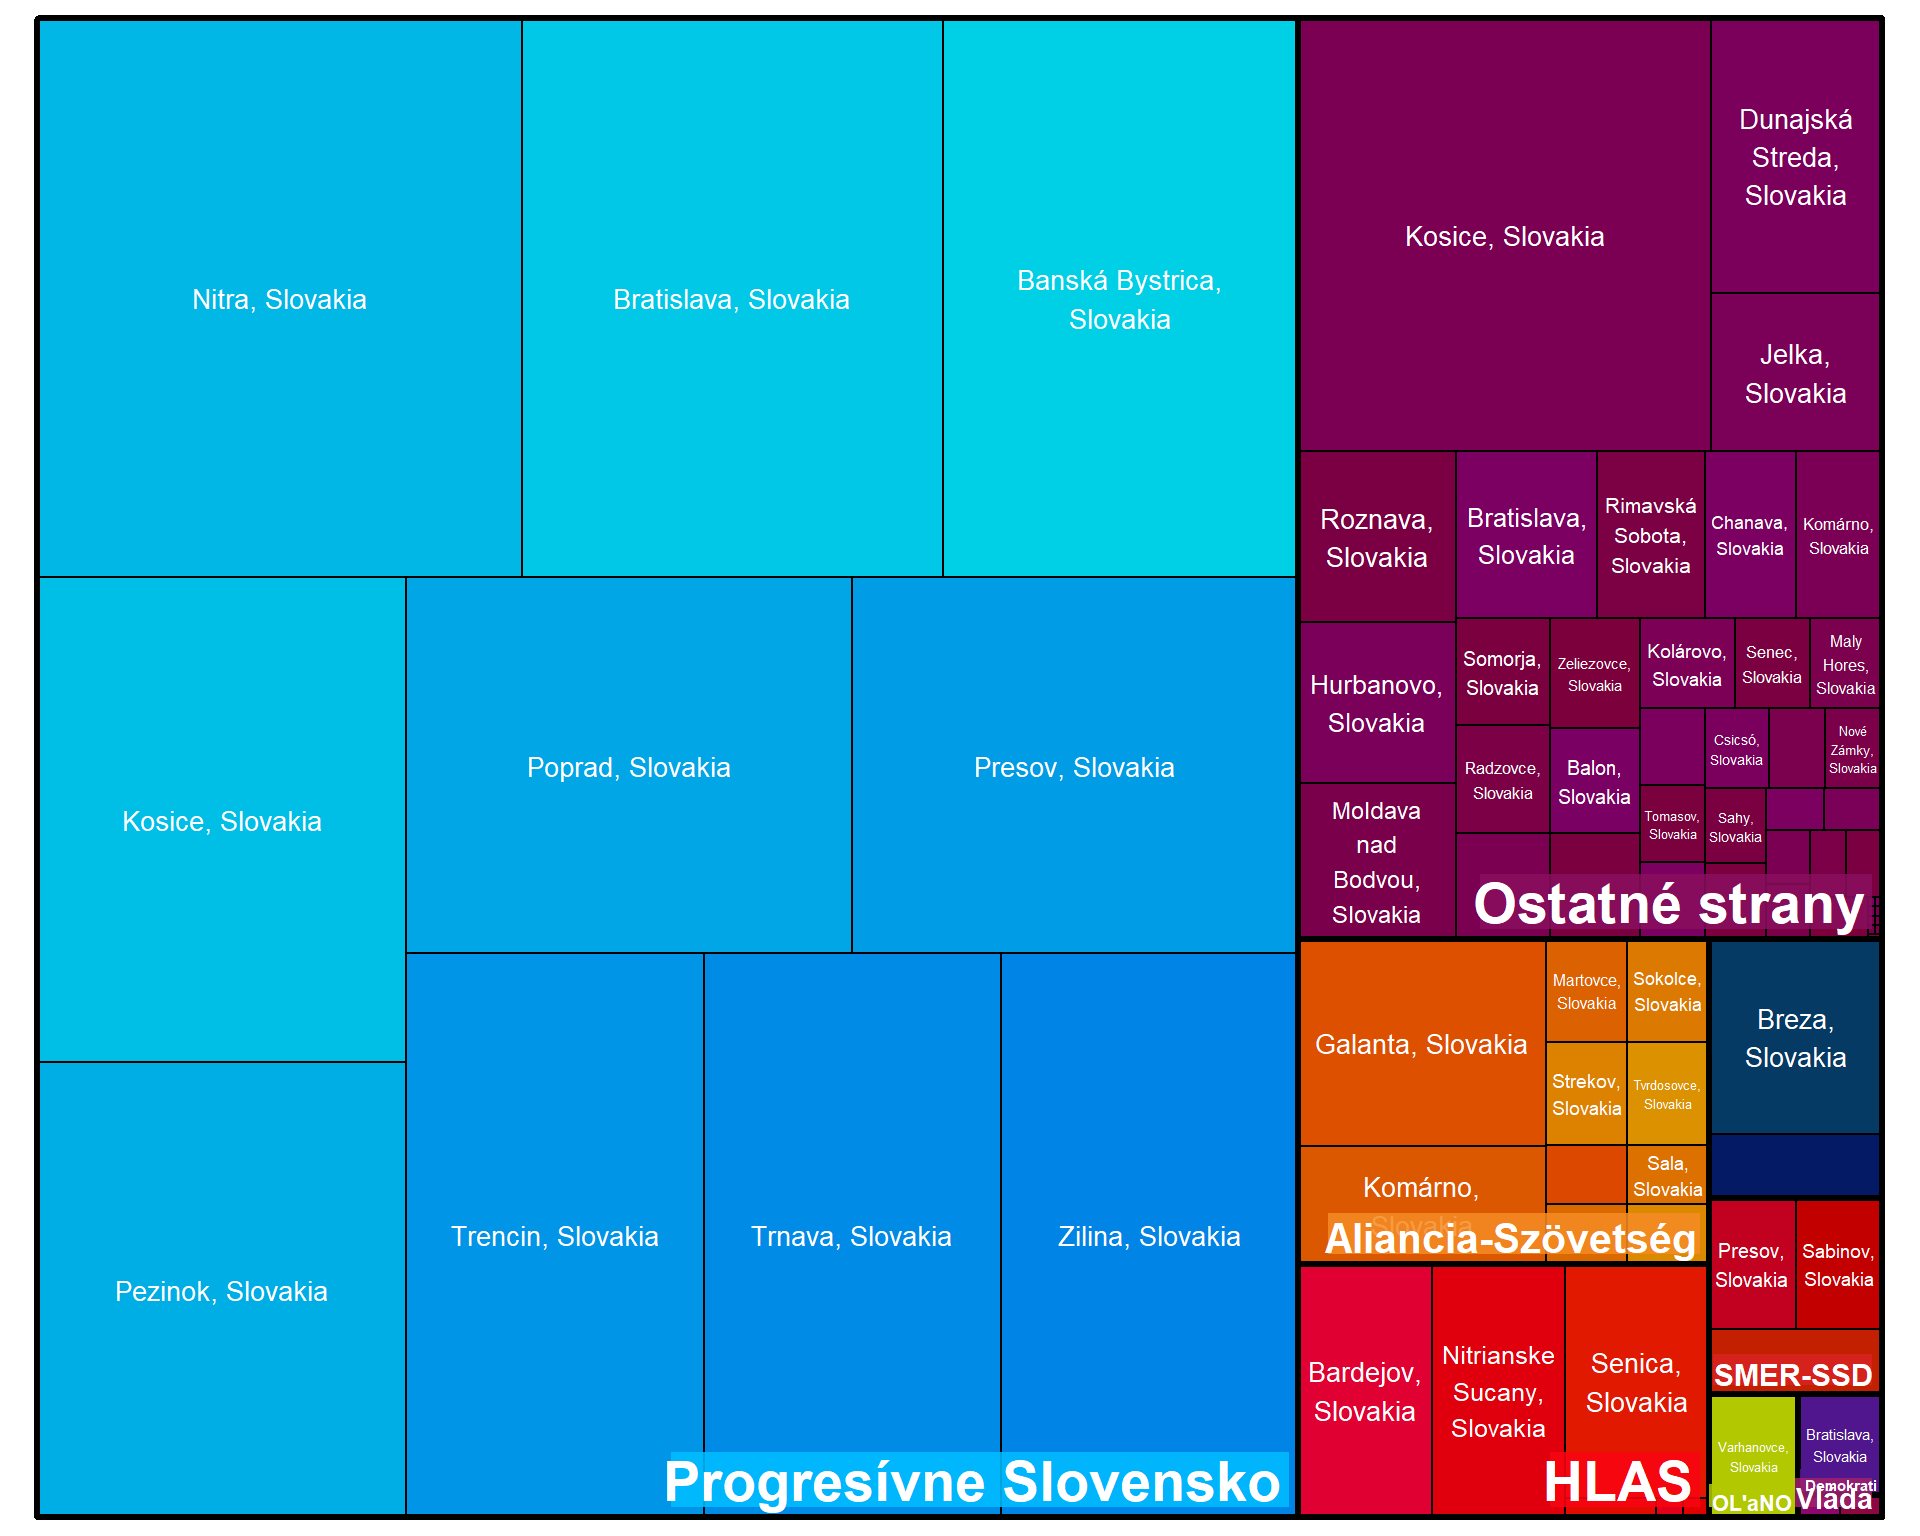 Nitra, Slovakia
Bratislava, Slovakia
Banská Bystrica,
Slovakia
Kosice, Slovakia
Poprad, Slovakia
Presov, Slovakia
Pezinok, Slovakia
Trencin, Slovakia
Trnava, Slovakia
Zilina, Slovakia
Progresívne Slovensko
Kosice, Slovakia
Dunajská
Streda,
Slovakia
Jelka,
Slovakia
Roznava,
Slovakia
Bratislava,
Slovakia
Rimavská
Sobota,
Slovakia
Chanava,
Slovakia
Komárno,
Slovakia
Hurbanovo,
Slovakia
Somorja,
Slovakia
Zeliezovce,
Slovakia
Kolárovo,
Slovakia
Senec,
Slovakia
Maly
Hores,
Slovakia
Radzovce,
Slovakia
Balon,
Slovakia
Csicsó,
Slovakia
Nové
Zámky,
Slovakia
Moldava
nad
Bodvou,
Slovakia
Tomasov,
Slovakia
Sahy,
Slovakia
Ostatné strany
Galanta, Slovakia
Martovce,
Slovakia
Sokolce,
Slovakia
Strekov,
Slovakia
Tvrdosovce,
Slovakia
Komárno,
Slovakia
Sala,
Slovakia
Aliancia-Szövetség
Breza,
Slovakia
Bardejov,
Slovakia
Nitrianske
Sucany,
Slovakia
Senica,
Slovakia
HLAS
Presov,
Slovakia
Sabinov,
Slovakia
SMER-SSD
Varhanovce,
Slovakia
OL'aNO
Bratislava,
Slovakia
Demokrati
Vláda